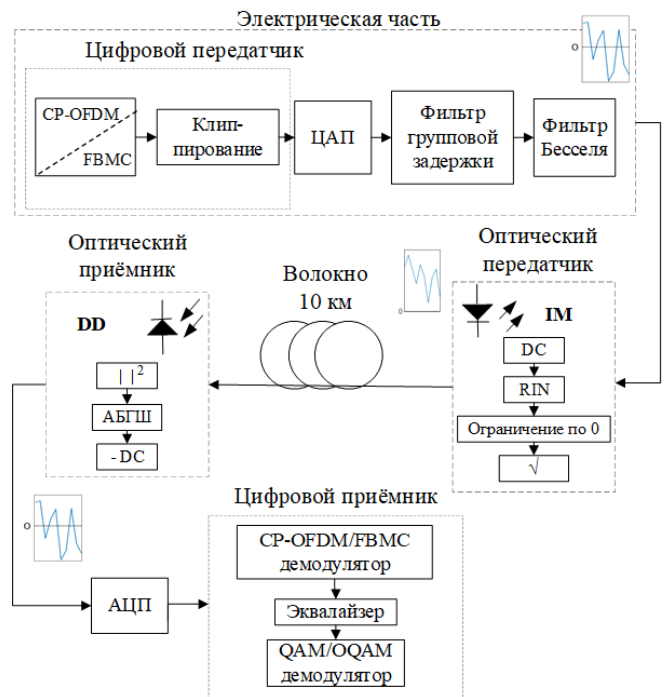 Электрическая часть
0
Цифровой передатчик
CP-OFDM
FBMC
Клип-
пирование
ЦАП
Фильтр
групповой
задержки
Фильтр
Бесселя
Оптический
приёмник
DD
| |²
АБГШ
- DC
Волокно
10 км
0
Оптический
передатчик
IM
DC
RIN
Ограничение по 0
√
0
АЦП
Цифровой приёмник
CP-OFDM/FBMC
демодулятор
Эквалайзер
QAM/OQAM
демодулятор